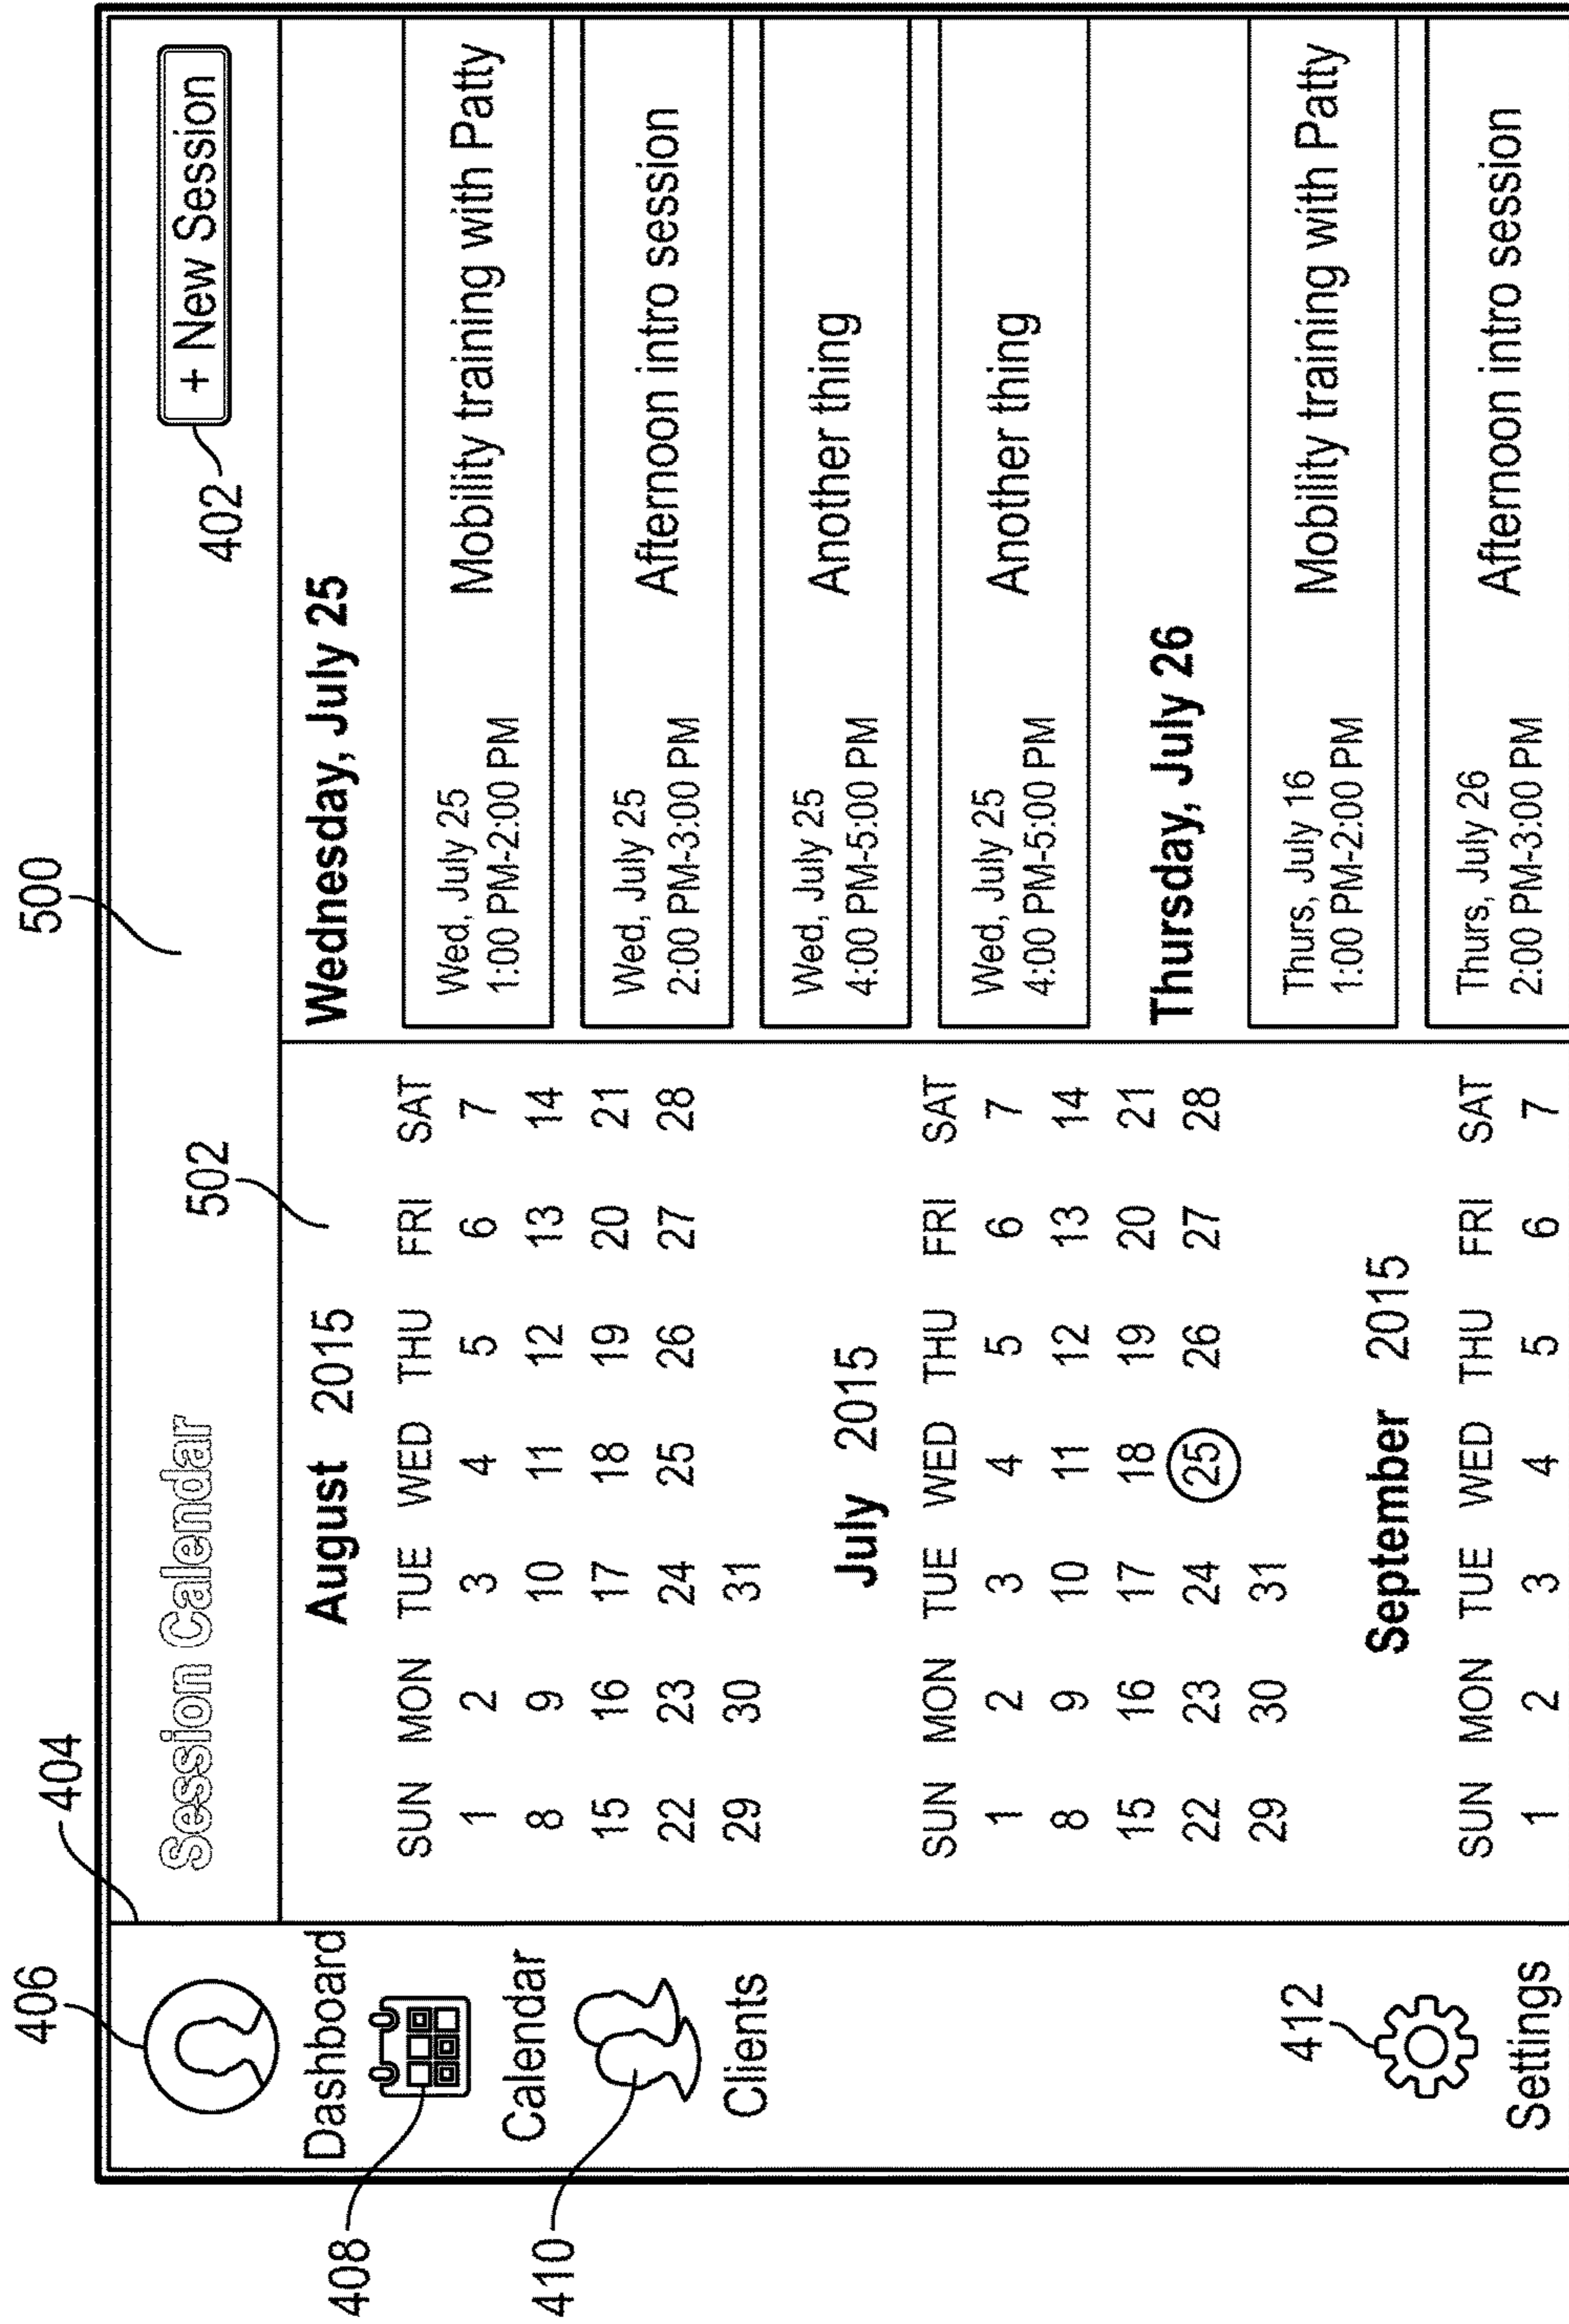 500
404
406
502
402
408
410
412
Session Calendar
+ New Session
Dashboard
Calendar
Clients
Settings
August 2015
SUN MON TUE WED THU FRI SAT
1 2 3 4 5 6 7
8 9 10 11 12 13 14
15 16 17 18 19 20 21
22 23 24 25 26 27 28
29 30 31
July 2015
SUN MON TUE WED THU FRI SAT
1 2 3 4 5 6 7
8 9 10 11 12 13 14
15 16 17 18 19 20 21
22 23 24 25 26 27 28
29 30 31
September 2015
SUN MON TUE WED THU FRI SAT
1 2 3 4 5 6 7
Wednesday, July 25
Wed, July 25
1:00 PM-2:00 PM
Mobility training with Patty
Wed, July 25
2:00 PM-3:00 PM
Afternoon intro session
Wed, July 25
4:00 PM-5:00 PM
Another thing
Wed, July 25
4:00 PM-5:00 PM
Another thing
Thursday, July 26
Thurs, July 16
1:00 PM-2:00 PM
Mobility training with Patty
Thurs, July 26
2:00 PM-3:00 PM
Afternoon intro session